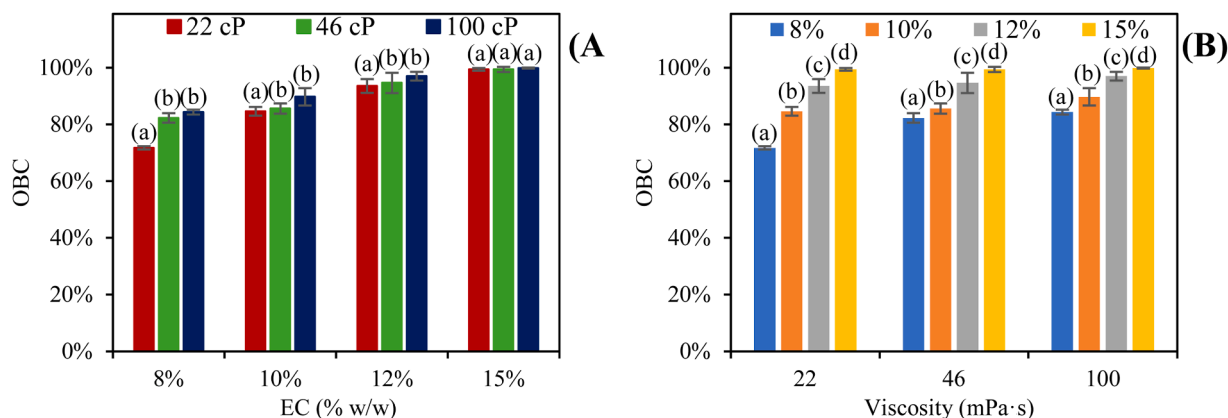 22 cP 46 cP 100 cP
(A)
100%
80%
60%
40%
20%
0%
OBC
(a) (b) (b)
(a) (b) (b)
(a) (b) (b)
(a) (a) (a)
8% 10% 12% 15%
EC (% w/w)
8% 10% 12% 15%
(B)
100%
80%
60%
40%
20%
0%
OBC
(a) (b) (c) (d)
(a) (b) (c) (d)
(a) (b) (c) (d)
22 46 100
Viscosity (mPa·s)